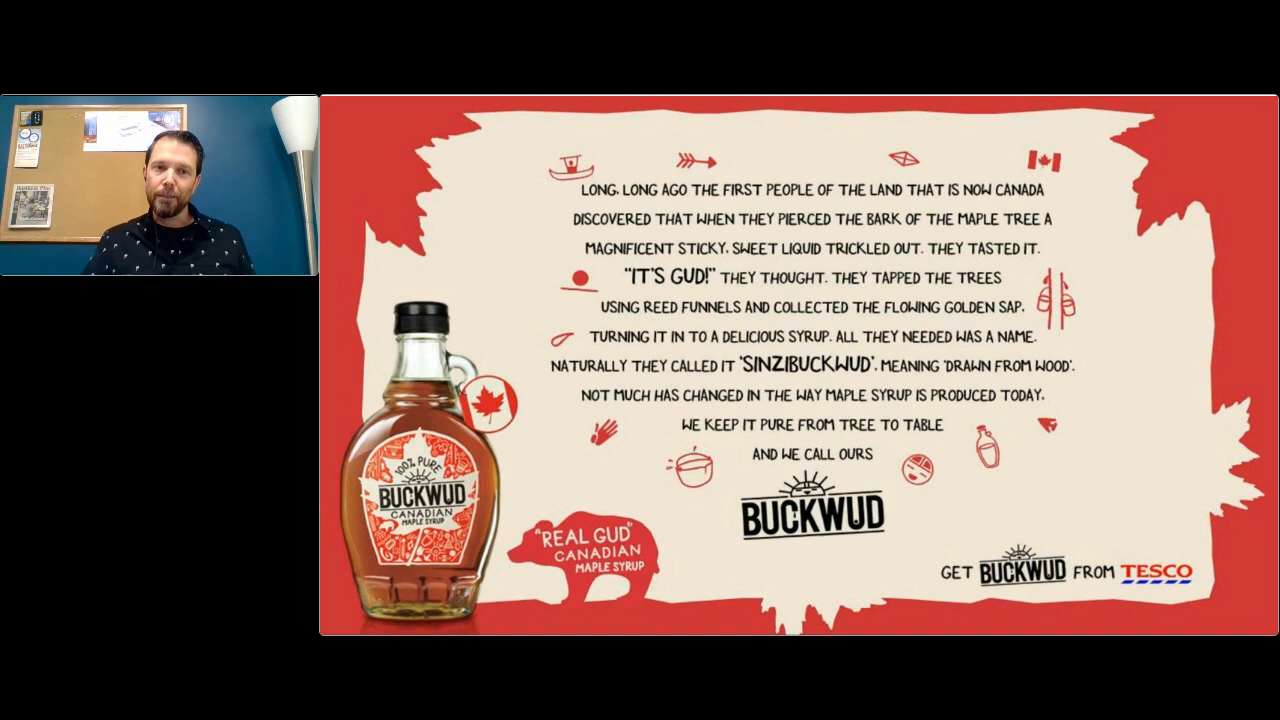 LONG, LONG AGO THE FIRST PEOPLE OF THE LAND THAT IS NOW CANADA
DISCOVERED THAT WHEN THEY PIERCED THE BARK OF THE MAPLE TREE A
MAGNIFICENT STICKY, SWEET LIQUID TRICKLED OUT. THEY TASTED IT.
"IT'S GUD!" THEY THOUGHT. THEY TAPPED THE TREES
USING REED FUNNELS AND COLLECTED THE FLOWING GOLDEN SAP,
TURNING IT IN TO A DELICIOUS SYRUP. ALL THEY NEEDED WAS A NAME.
NATURALLY THEY CALLED IT 'SINZIBUCKWUD', MEANING 'DRAWN FROM WOOD'.
NOT MUCH HAS CHANGED IN THE WAY MAPLE SYRUP IS PRODUCED TODAY,
WE KEEP IT PURE FROM TREE TO TABLE
AND WE CALL OURS
BUCKWUD
100% PURE
BUCKWUD
CANADIAN
MAPLE SYRUP
"REAL GUD"
CANADIAN
MAPLE SYRUP
GET BUCKWUD FROM TESCO